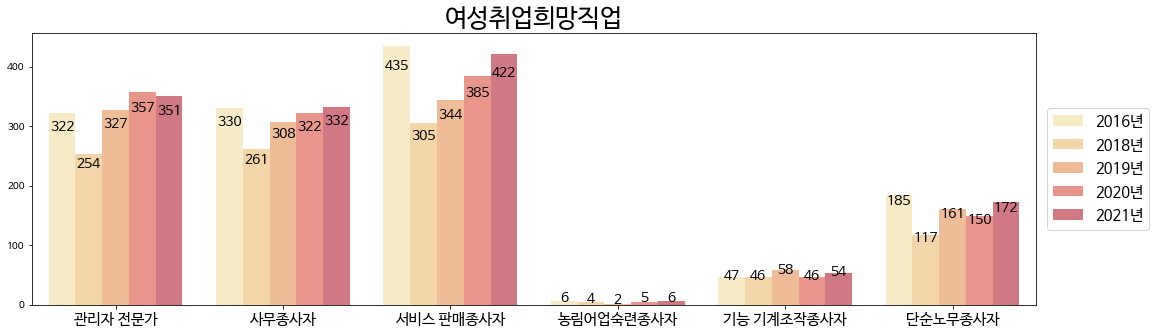 여성취업희망직업
400
300
200
100
0
322 254 327 357 351
330 261 308 322 332
435 305 344 385 422
6 4 2 5 6
47 46 58 46 54
185 117 161 150 172
관리자 전문가
사무종사자
서비스 판매종사자
농림어업숙련종사자
기능 기계조작종사자
단순노무종사자
2016년
2018년
2019년
2020년
2021년